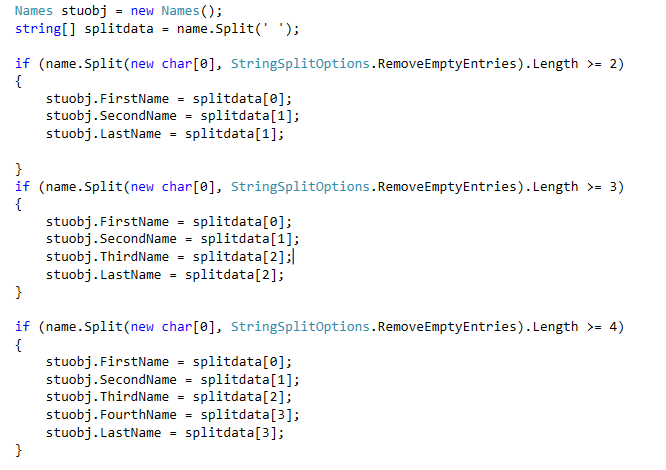 Names stuobj = new Names();
string[] splitdata = name.Split(' ');
if (name.Split(new char[0], StringSplitOptions.RemoveEmptyEntries).Length >= 2)
{
stuobj.FirstName = splitdata[0];
stuobj.SecondName = splitdata[1];
stuobj.LastName = splitdata[1];
}
if (name.Split(new char[0], StringSplitOptions.RemoveEmptyEntries).Length >= 3)
{
stuobj.FirstName = splitdata[0];
stuobj.SecondName = splitdata[1];
stuobj.ThirdName = splitdata[2];
stuobj.LastName = splitdata[2];
}
if (name.Split(new char[0], StringSplitOptions.RemoveEmptyEntries).Length >= 4)
{
stuobj.FirstName = splitdata[0];
stuobj.SecondName = splitdata[1];
stuobj.ThirdName = splitdata[2];
stuobj.FourthName = splitdata[3];
stuobj.LastName = splitdata[3];
}